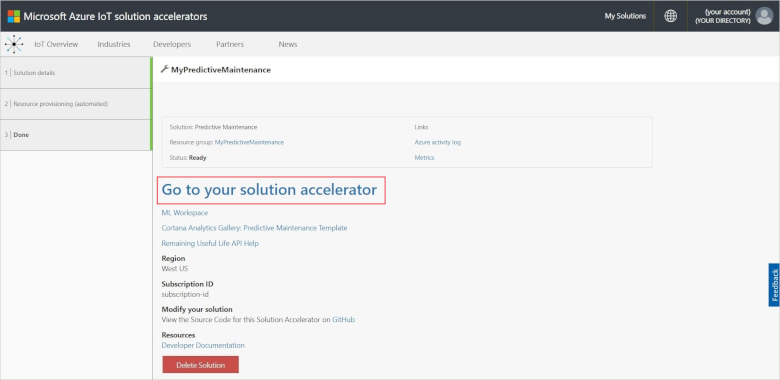 Microsoft Azure IoT solution accelerators
My Solutions
(your account)
(YOUR DIRECTORY)
IoT Overview Industries Developers Partners News
1 | Solution details
2 | Resource provisioning (automated)
3 | Done
MyPredictiveMaintenance
Solution: Predictive Maintenance
Links
Resource group: MyPredictiveMaintenance
Azure activity log
Status: Ready
Metrics
Go to your solution accelerator
ML Workspace
Cortana Analytics Gallery: Predictive Maintenance Template
Remaining Useful Life API Help
Region
West US
Subscription ID
subscription-id
Modify your solution
View the Source Code for this Solution Accelerator on GitHub
Resources
Developer Documentation
Delete Solution
Feedback